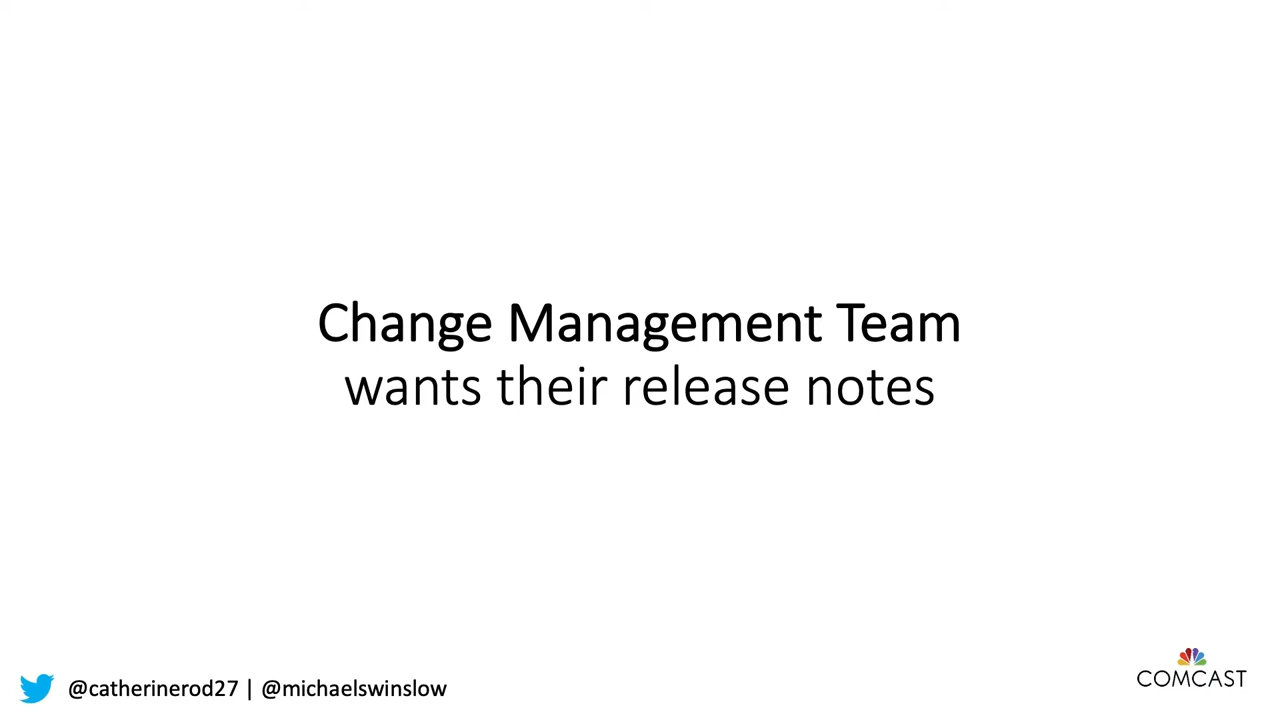 Change Management Team
wants their release notes
@catherinerod27 | @michaelswinslow
COMCAST